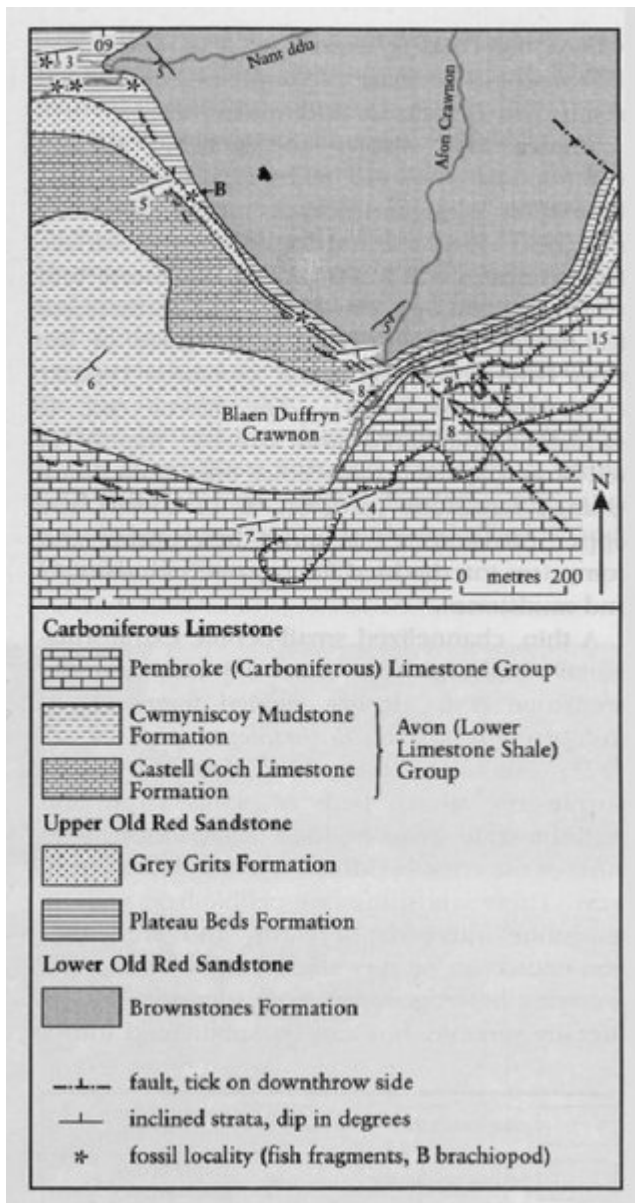 09
3
5
Nant ddu
Afon Crawnon
B
5
5
15
6
8
9
Blaen Duffryn
Crawnon
8
4
7
N
0 metres 200
Carboniferous Limestone
Pembroke (Carboniferous) Limestone Group
Cwmyniscoy Mudstone
Formation
Castell Coch Limestone
Formation
Avon (Lower
Limestone Shale)
Group
Upper Old Red Sandstone
Grey Grits Formation
Plateau Beds Formation
Lower Old Red Sandstone
Brownstones Formation
fault, tick on downthrow side
inclined strata, dip in degrees
fossil locality (fish fragments, B brachiopod)